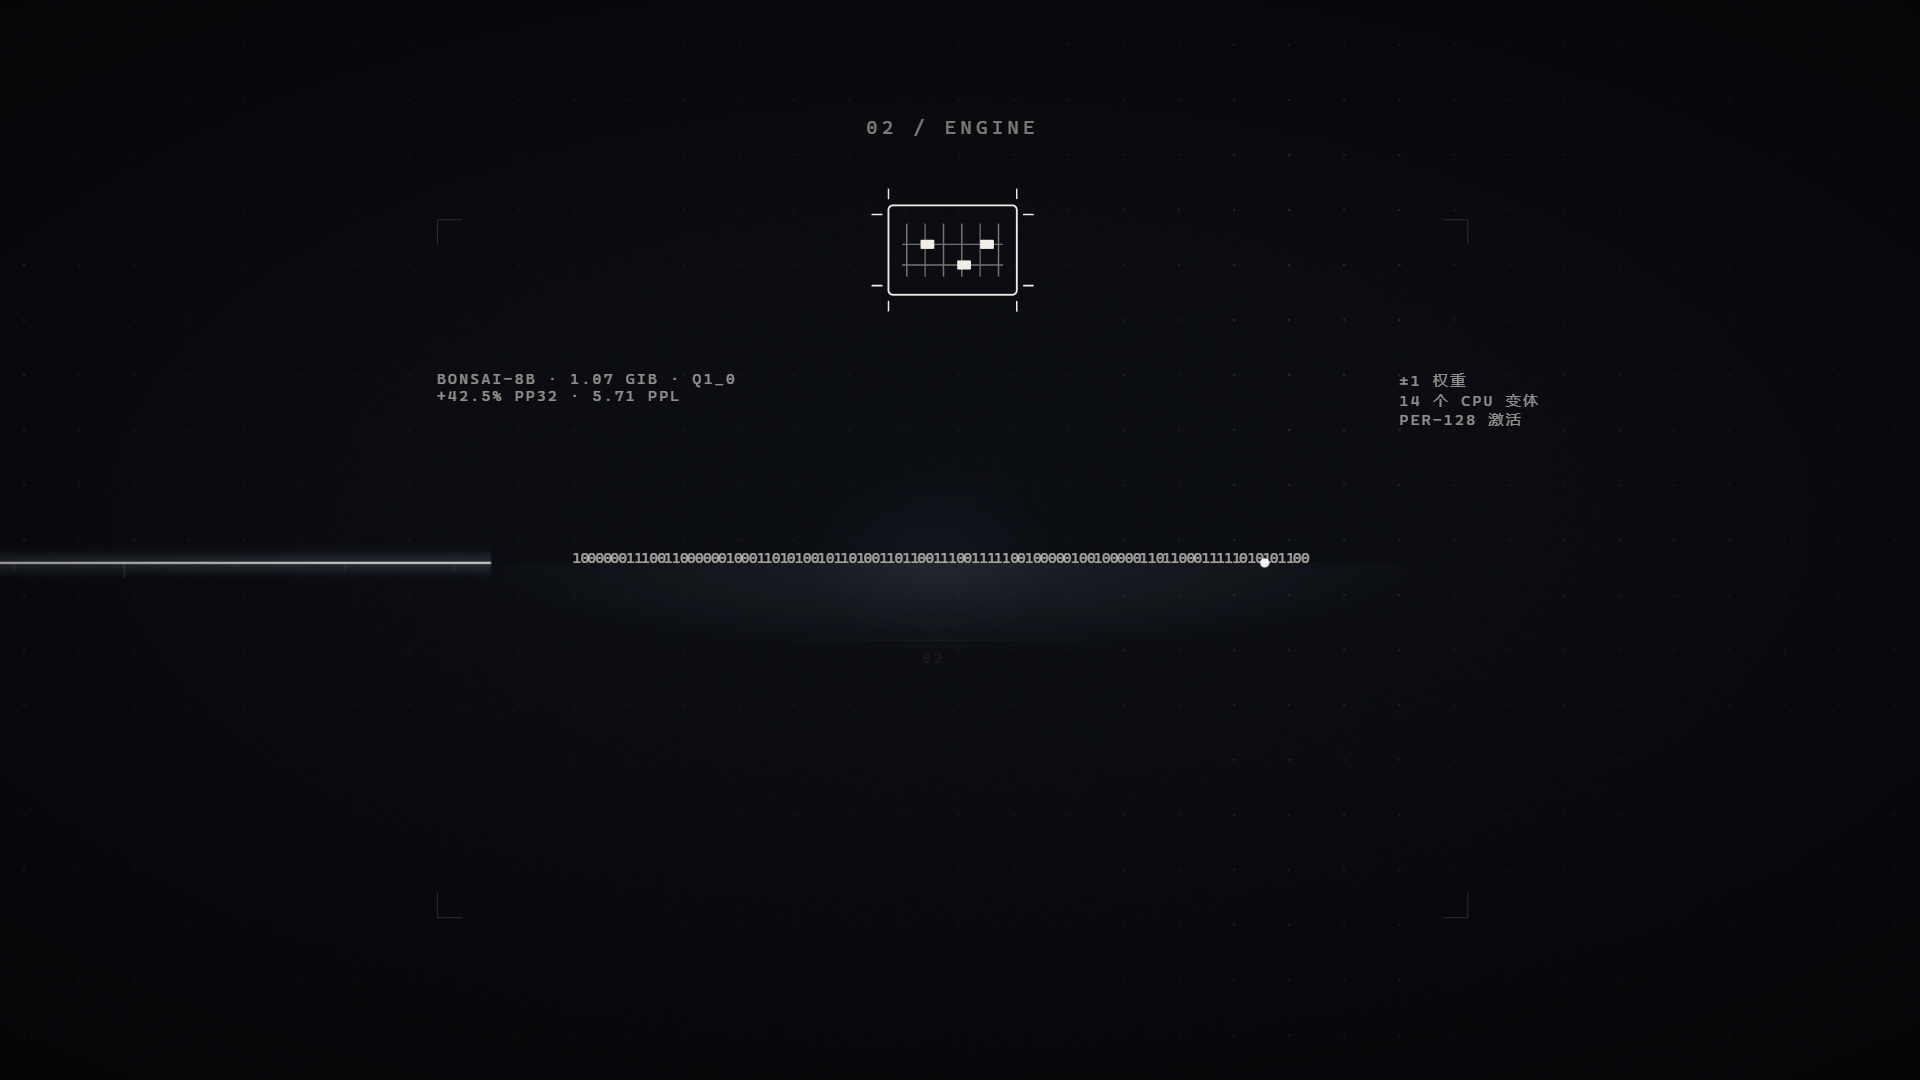 02 / ENGINE
BONSAI-8B · 1.07 GIB · Q1_0
+42.5% PP32 · 5.71 PPL
±1 权重
14 个 CPU 变体
PER-128 激活
02